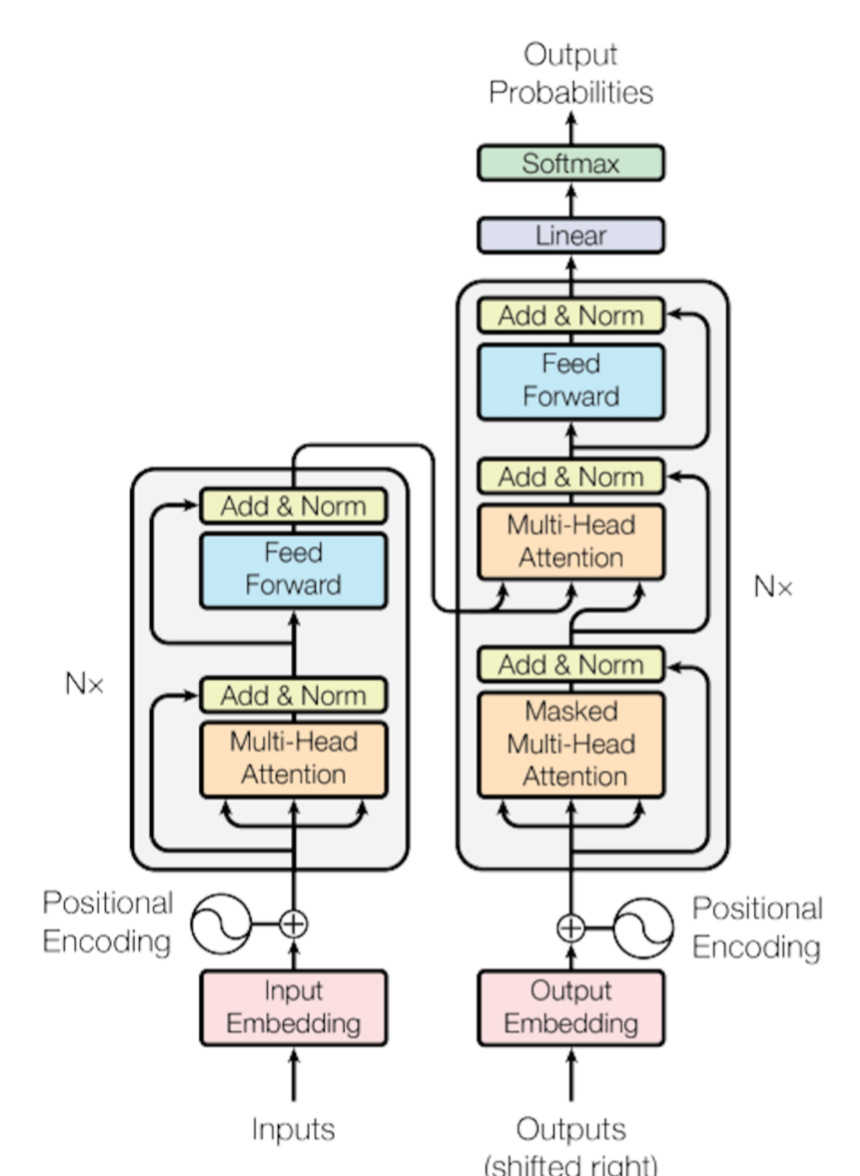 Output
Probabilities
Softmax
Linear
Add & Norm
Feed
Forward
Add & Norm
Multi-Head
Attention
Add & Norm
Masked
Multi-Head
Attention
N×
Add & Norm
Feed
Forward
Add & Norm
Multi-Head
Attention
N×
Positional
Encoding
Positional
Encoding
Input
Embedding
Output
Embedding
Inputs
Outputs
(shifted right)